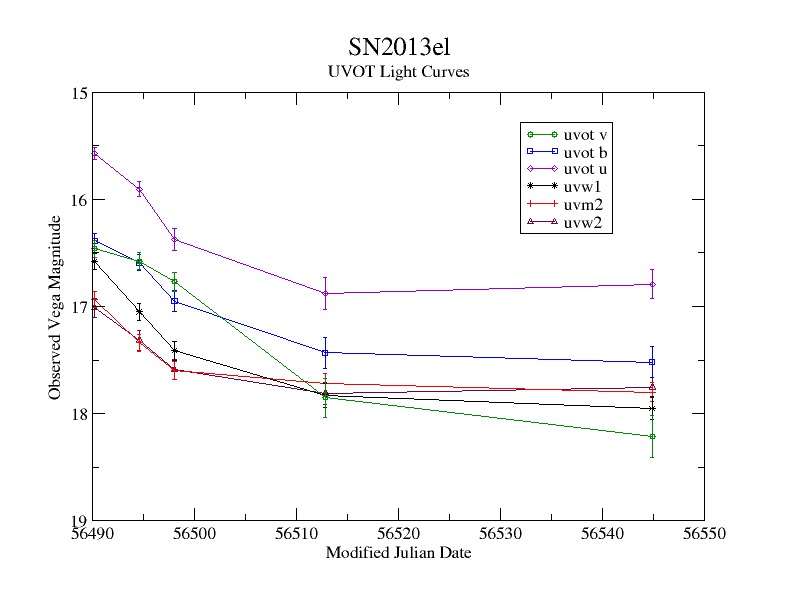 SN2013el
UVOT Light Curves
15
16
17
18
19
Observed Vega Magnitude
uvot v
uvot b
uvot u
uvw1
uvm2
uvw2
56490 56500 56510 56520 56530 56540 56550
Modified Julian Date